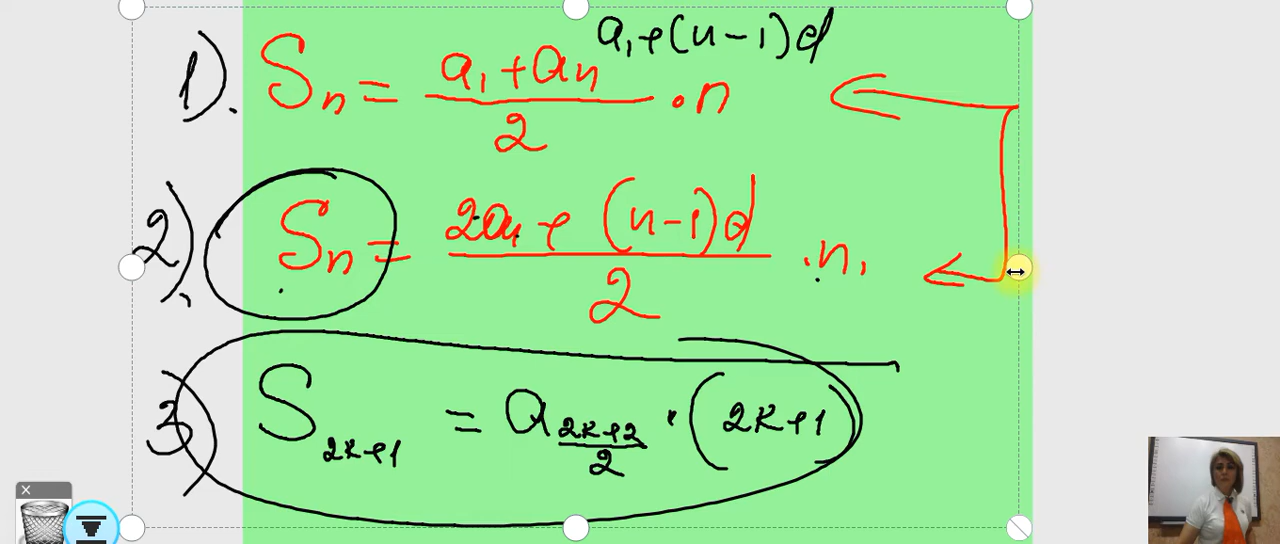 a₁+(n-1)d
1). Sₙ = (a₁+aₙ)/2 · n
2). Sₙ = (2a₁+(n-1)d)/2 · n.
3) S₂ₖ₊₁ = a₍₂ₖ₊₂₎/₂ · (2k+1)